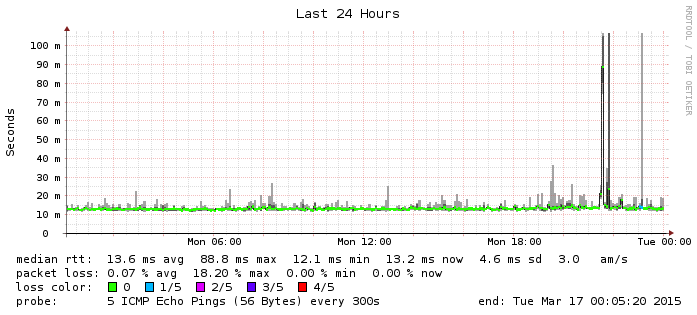 Last 24 Hours
RRDTOOL / TOBI OETIKER
Seconds
100 m
90 m
80 m
70 m
60 m
50 m
40 m
30 m
20 m
10 m
0
Mon 06:00 Mon 12:00 Mon 18:00 Tue 00:00
median rtt: 13.6 ms avg 88.8 ms max 12.1 ms min 13.2 ms now 4.6 ms sd 3.0 am/s
packet loss: 0.07 % avg 18.20 % max 0.00 % min 0.00 % now
loss color: 0 1/5 2/5 3/5 4/5
probe: 5 ICMP Echo Pings (56 Bytes) every 300s end: Tue Mar 17 00:05:20 2015